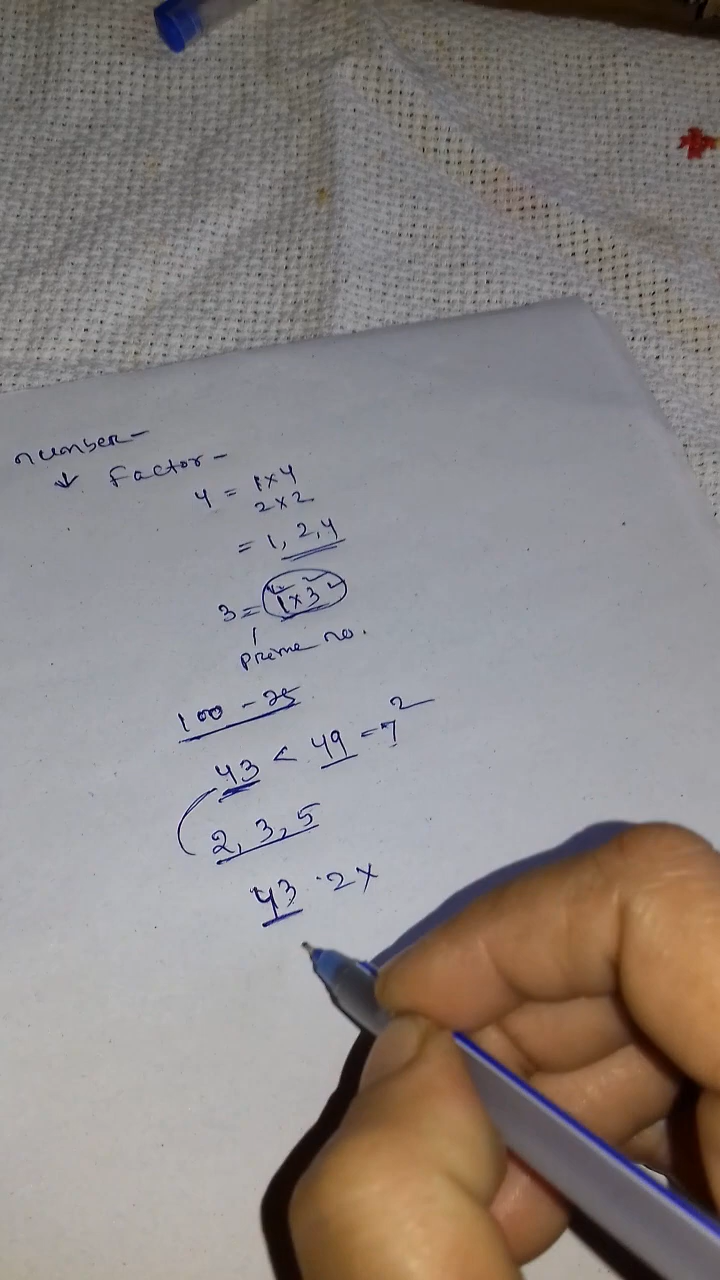 number-
↓ Factor-
4 = 1×4
2×2
= 1, 2, 4
3 = 1×3
prime no.
100 - 25
43 < 49 = 7²
2, 3, 5
43 2×